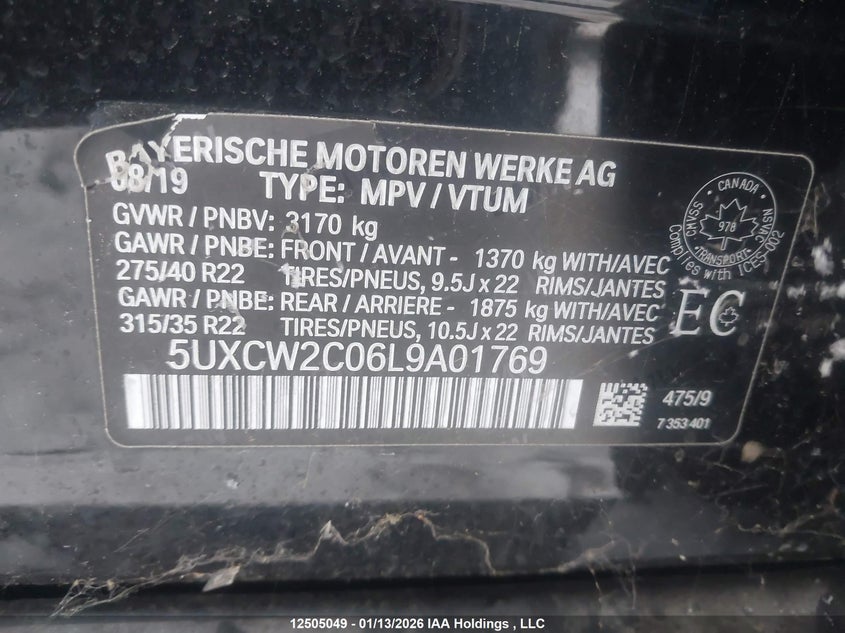 BAYERISCHE MOTOREN WERKE AG
08/19 TYPE: MPV / VTUM
GVWR / PNBV: 3170 kg
GAWR / PNBE: FRONT / AVANT - 1370 kg WITH/AVEC
275/40 R22 TIRES/PNEUS, 9.5J x 22 RIMS/JANTES
GAWR / PNBE: REAR / ARRIERE - 1875 kg WITH/AVEC
315/35 R22 TIRES/PNEUS, 10.5J x 22 RIMS/JANTES
5UXCW2C06L9A01769
CANADA
CMVSS NSVAC
978
TRANSPORT
Complies with ICES-002
EC
475/9
7 353 401
12505049 - 01/13/2026 IAA Holdings , LLC